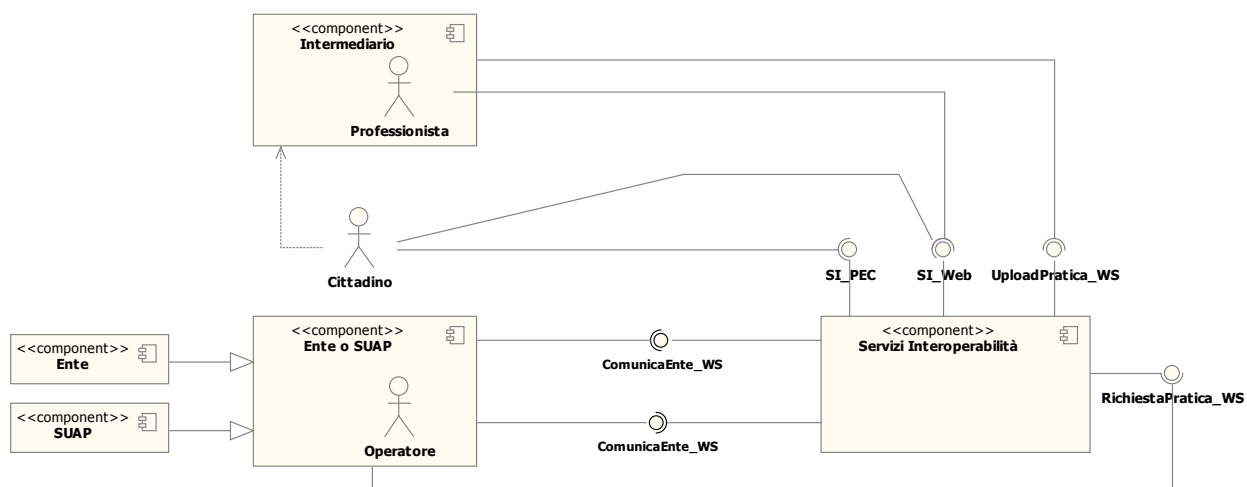 <<component>>
Intermediario
Professionista
Cittadino
SI_PEC
SI_Web
UploadPratica_WS
<<component>>
Ente
<<component>>
SUAP
<<component>>
Ente o SUAP
Operatore
ComunicaEnte_WS
ComunicaEnte_WS
<<component>>
Servizi Interoperabilità
RichiestaPratica_WS